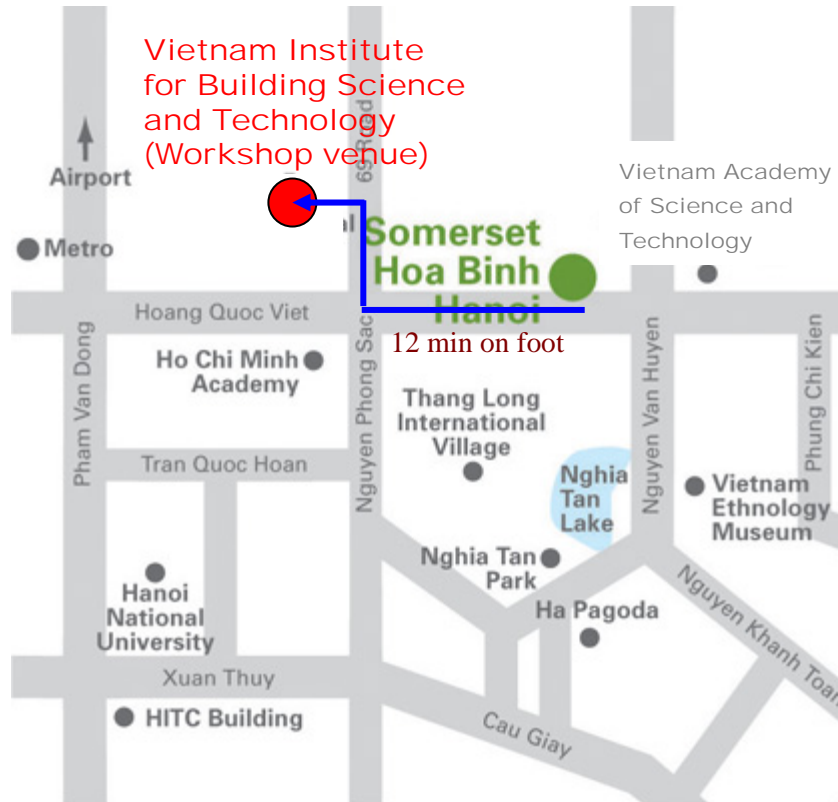 Vietnam Institute
for Building Science
and Technology
(Workshop venue)
69 Road
Airport
Metro
al
Somerset
Hoa Binh
Hanoi
Vietnam Academy
of Science and
Technology
Hoang Quoc Viet
12 min on foot
Ho Chi Minh
Academy
Pham Van Dong
Nguyen Phong Sac
Nguyen Van Huyen
Phung Chi Kien
Thang Long
International
Village
Tran Quoc Hoan
Nghia
Tan
Lake
Vietnam
Ethnology
Museum
Nghia Tan
Park
Hanoi
National
University
Ha Pagoda
Nguyen Khanh Toan
Xuan Thuy
HITC Building
Cau Giay